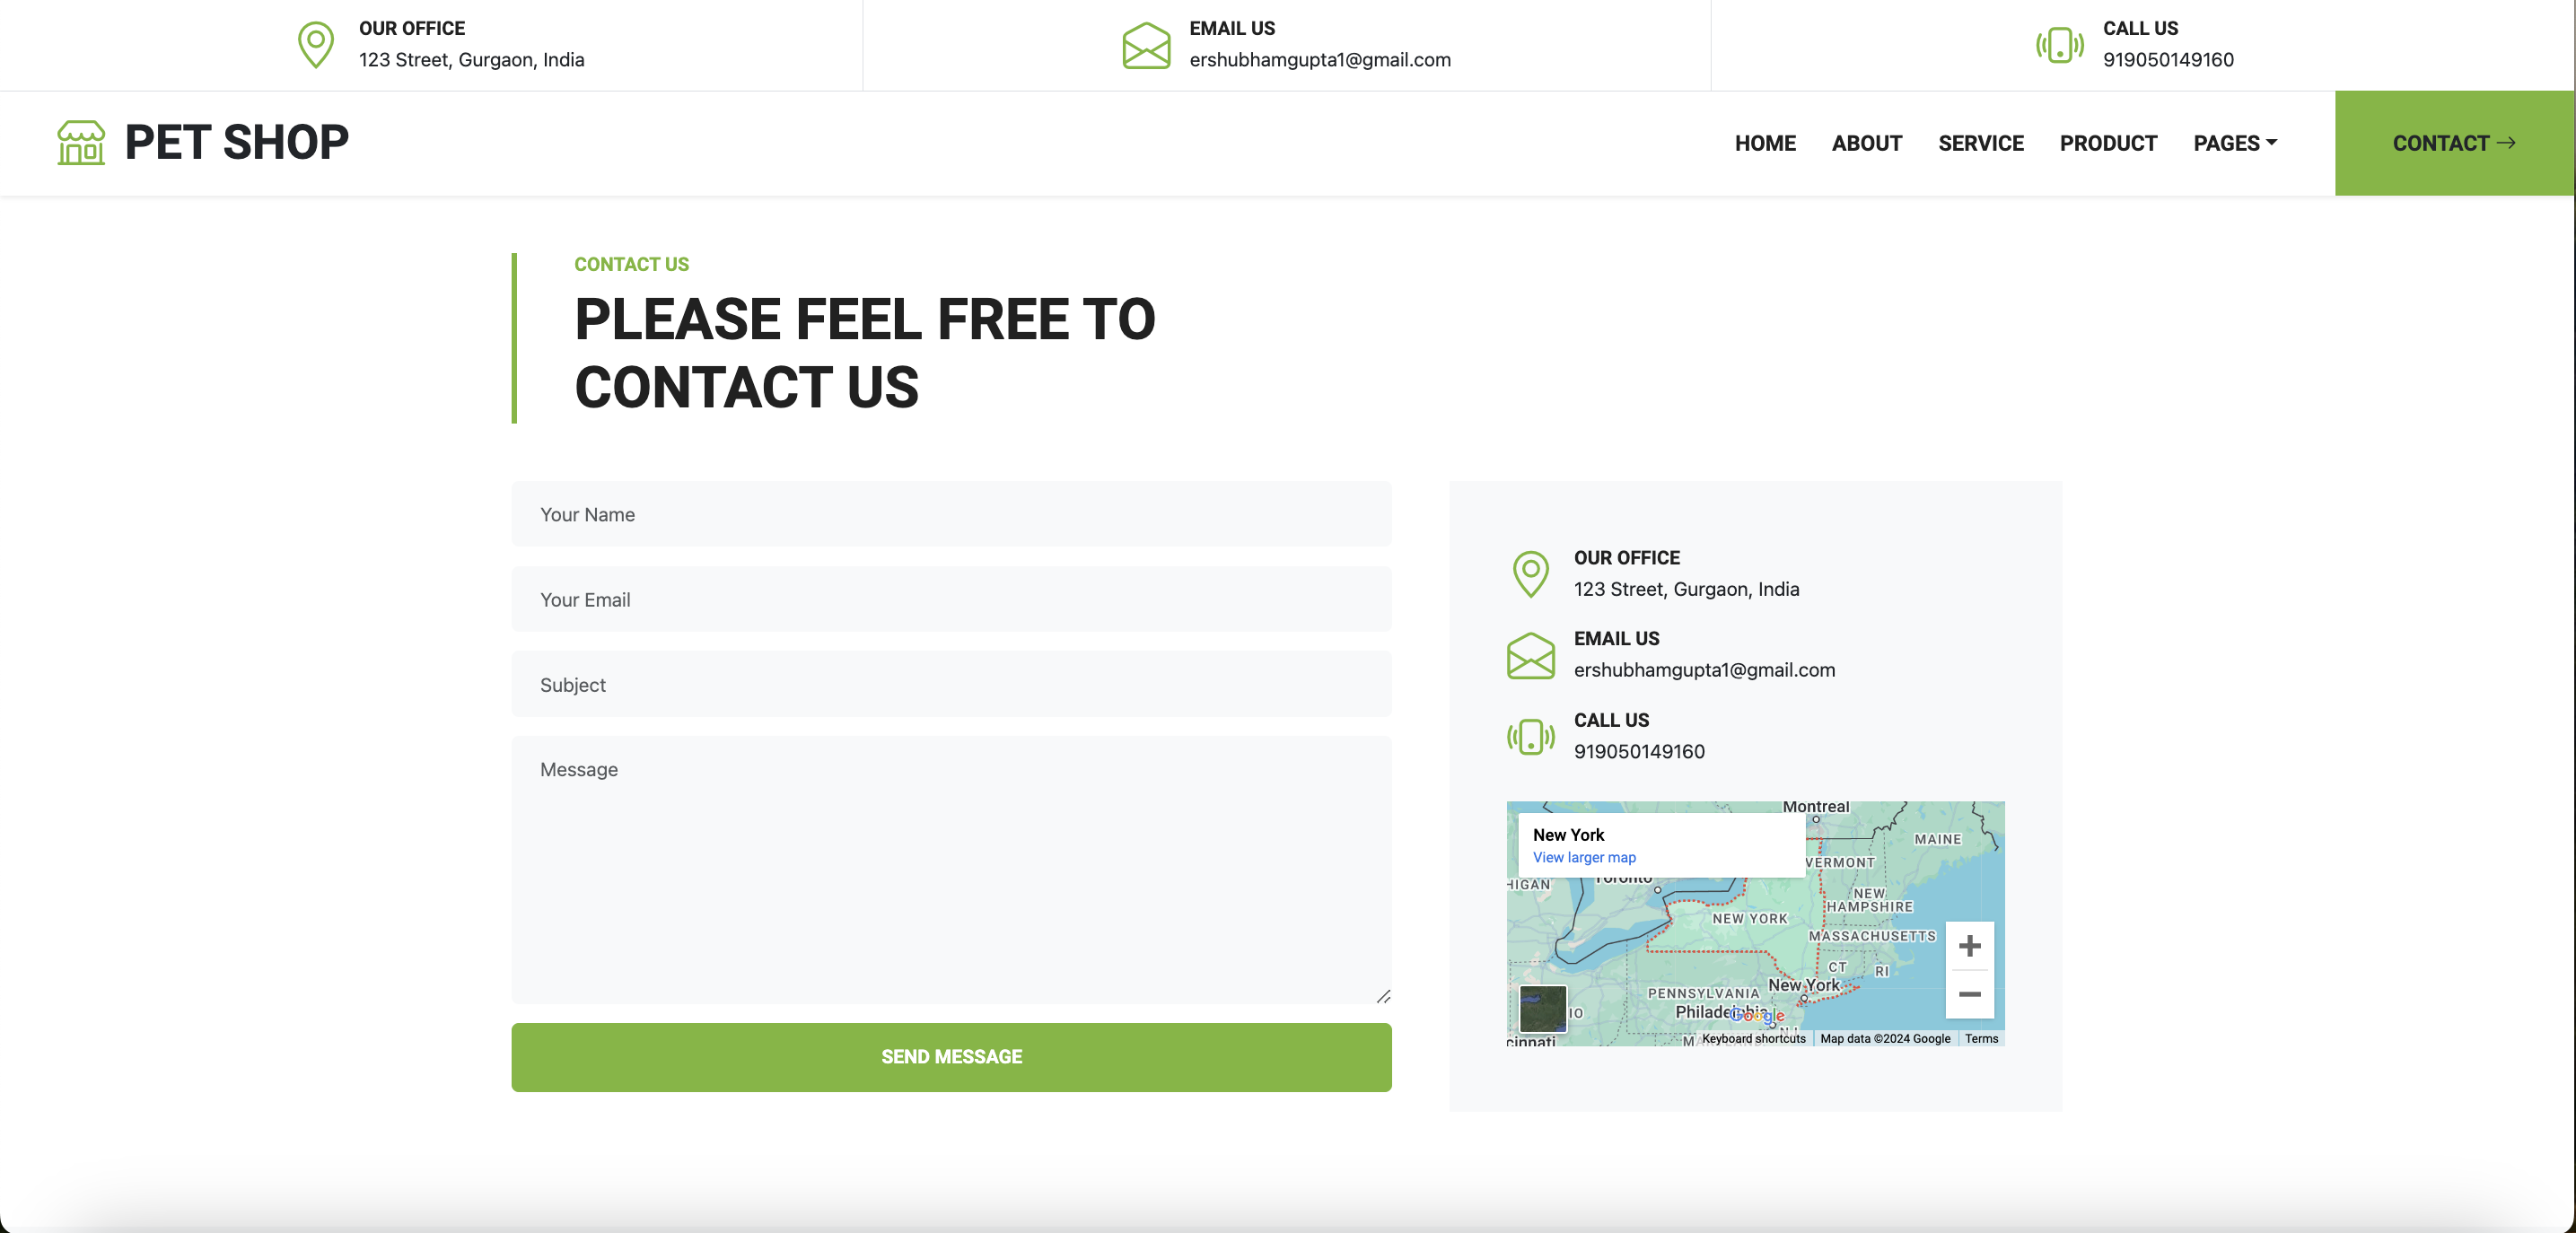 OUR OFFICE
123 Street, Gurgaon, India
EMAIL US
ershubhamgupta1@gmail.com
CALL US
919050149160
PET SHOP
HOME
ABOUT
SERVICE
PRODUCT
PAGES
CONTACT
CONTACT US
PLEASE FEEL FREE TO
CONTACT US
Your Name
Your Email
Subject
Message
SEND MESSAGE
OUR OFFICE
123 Street, Gurgaon, India
EMAIL US
ershubhamgupta1@gmail.com
CALL US
919050149160
Montreal
New York
View larger map
MAINE
VERMONT
Toronto
HIGAN
NEW
HAMPSHIRE
NEW YORK
MASSACHUSETTS
CT
RI
New York
PENNSYLVANIA
IO
Google
cinnati
Keyboard shortcuts
Map data ©2024 Google
Terms